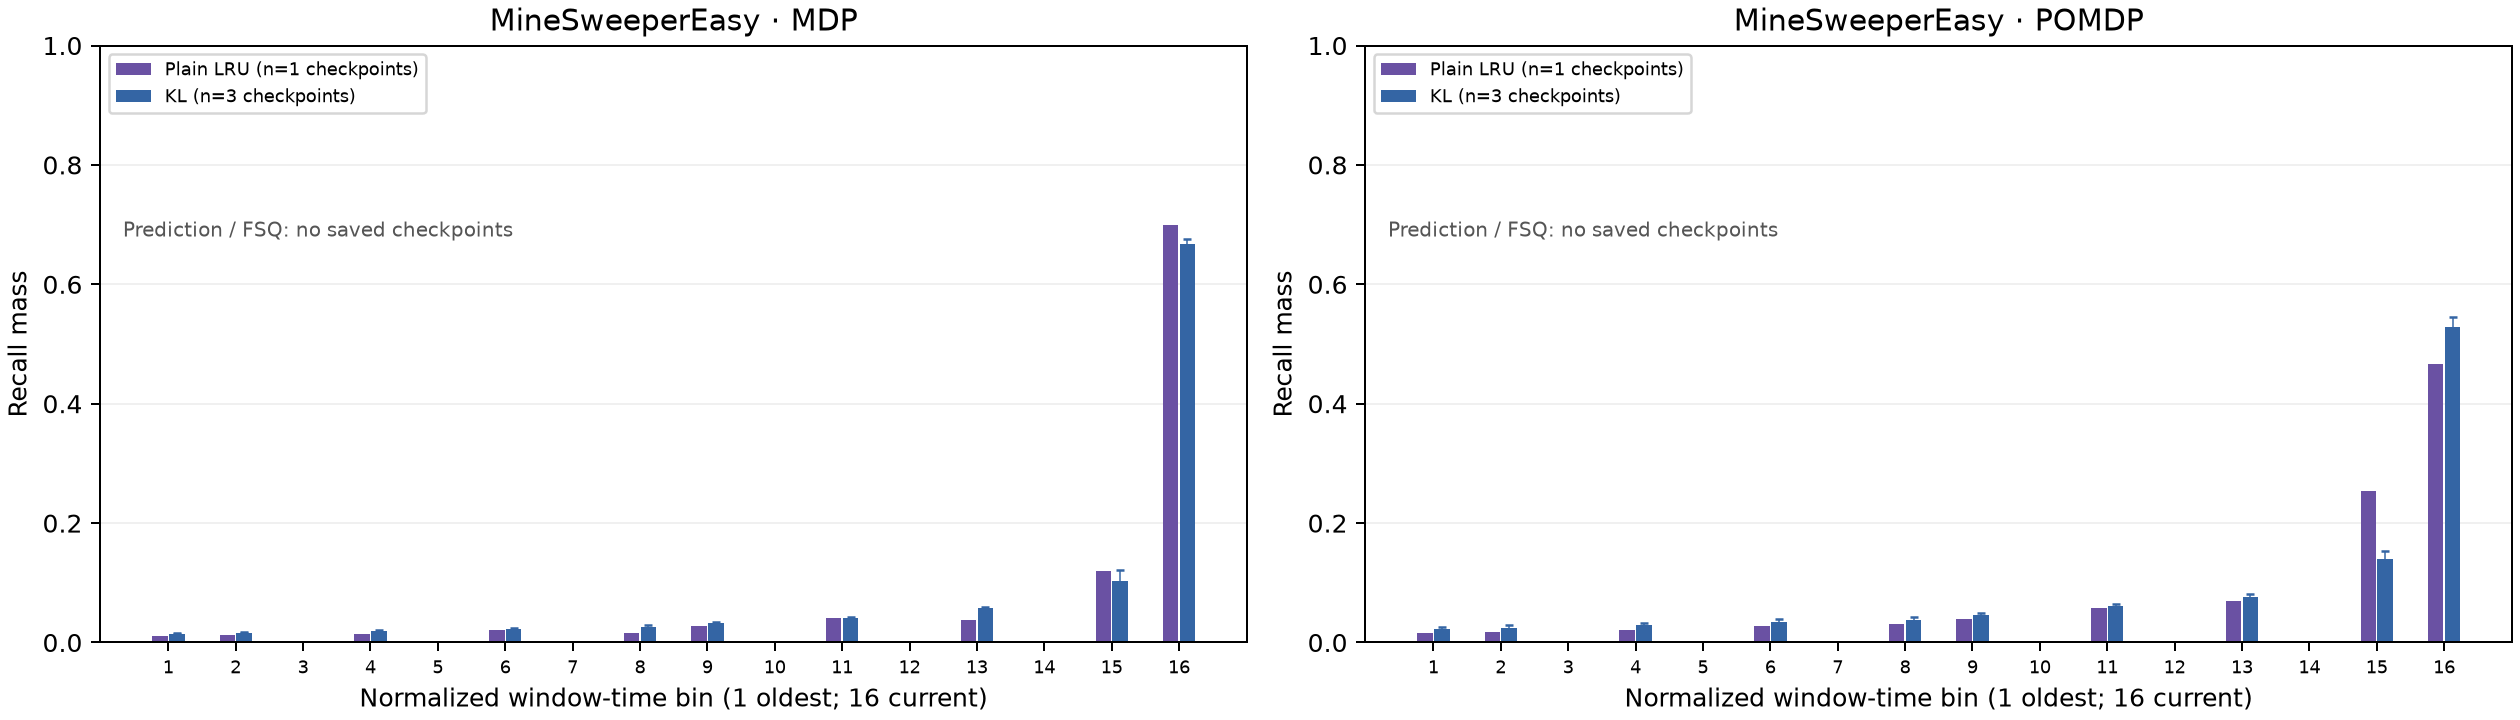 MineSweeperEasy · MDP
1.0
0.8
0.6
0.4
0.2
0.0
Recall mass
Plain LRU (n=1 checkpoints)
KL (n=3 checkpoints)
Prediction / FSQ: no saved checkpoints
1 2 3 4 5 6 7 8 9 10 11 12 13 14 15 16
Normalized window-time bin (1 oldest; 16 current)
MineSweeperEasy · POMDP
1.0
0.8
0.6
0.4
0.2
0.0
Recall mass
Plain LRU (n=1 checkpoints)
KL (n=3 checkpoints)
Prediction / FSQ: no saved checkpoints
1 2 3 4 5 6 7 8 9 10 11 12 13 14 15 16
Normalized window-time bin (1 oldest; 16 current)